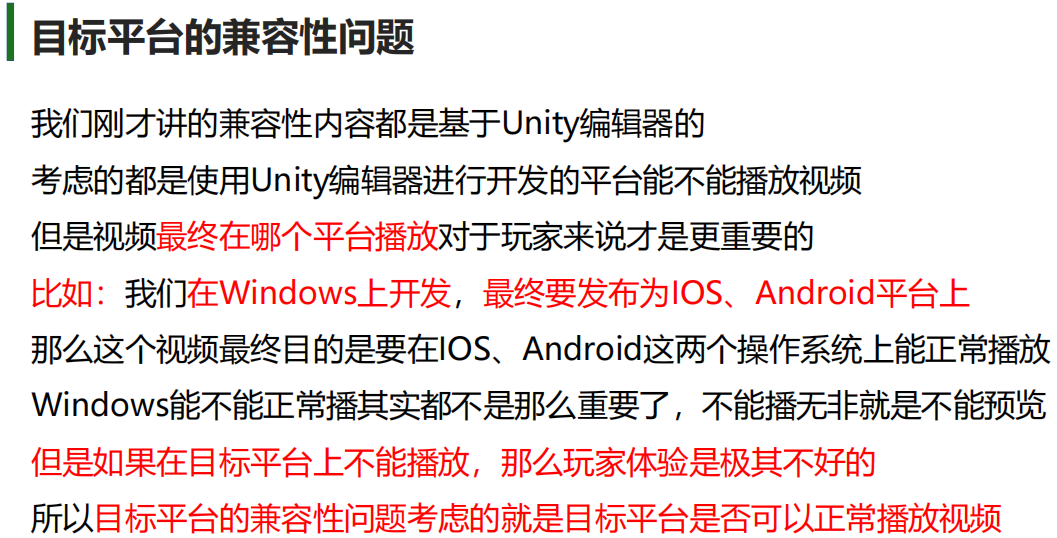 目标平台的兼容性问题
我们刚才讲的兼容性内容都是基于Unity编辑器的
考虑的都是使用Unity编辑器进行开发的平台能不能播放视频
但是视频最终在哪个平台播放对于玩家来说才是更重要的
比如：我们在Windows上开发，最终要发布为IOS、Android平台上
那么这个视频最终目的是要在IOS、Android这两个操作系统上能正常播放
Windows能不能正常播其实都不是那么重要了，不能播无非就是不能预览
但是如果在目标平台上不能播放，那么玩家体验是极其不好的
所以目标平台的兼容性问题考虑的就是目标平台是否可以正常播放视频